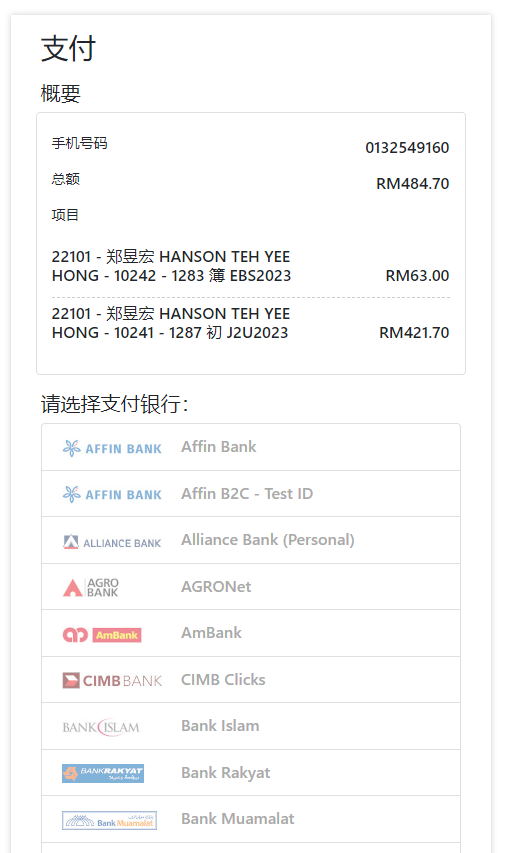 支付
概要
手机号码 0132549160
总额 RM484.70
项目
22101 - 郑昱宏 HANSON TEH YEE
HONG - 10242 - 1283 簿 EBS2023 RM63.00
22101 - 郑昱宏 HANSON TEH YEE
HONG - 10241 - 1287 初 J2U2023 RM421.70
请选择支付银行：
AFFIN BANK Affin Bank
AFFIN BANK Affin B2C - Test ID
ALLIANCE BANK Alliance Bank (Personal)
AGRO BANK AGRONet
AmBank AmBank
CIMB BANK CIMB Clicks
BANK ISLAM Bank Islam
BANK RAKYAT Bank Rakyat
Bank Muamalat Bank Muamalat